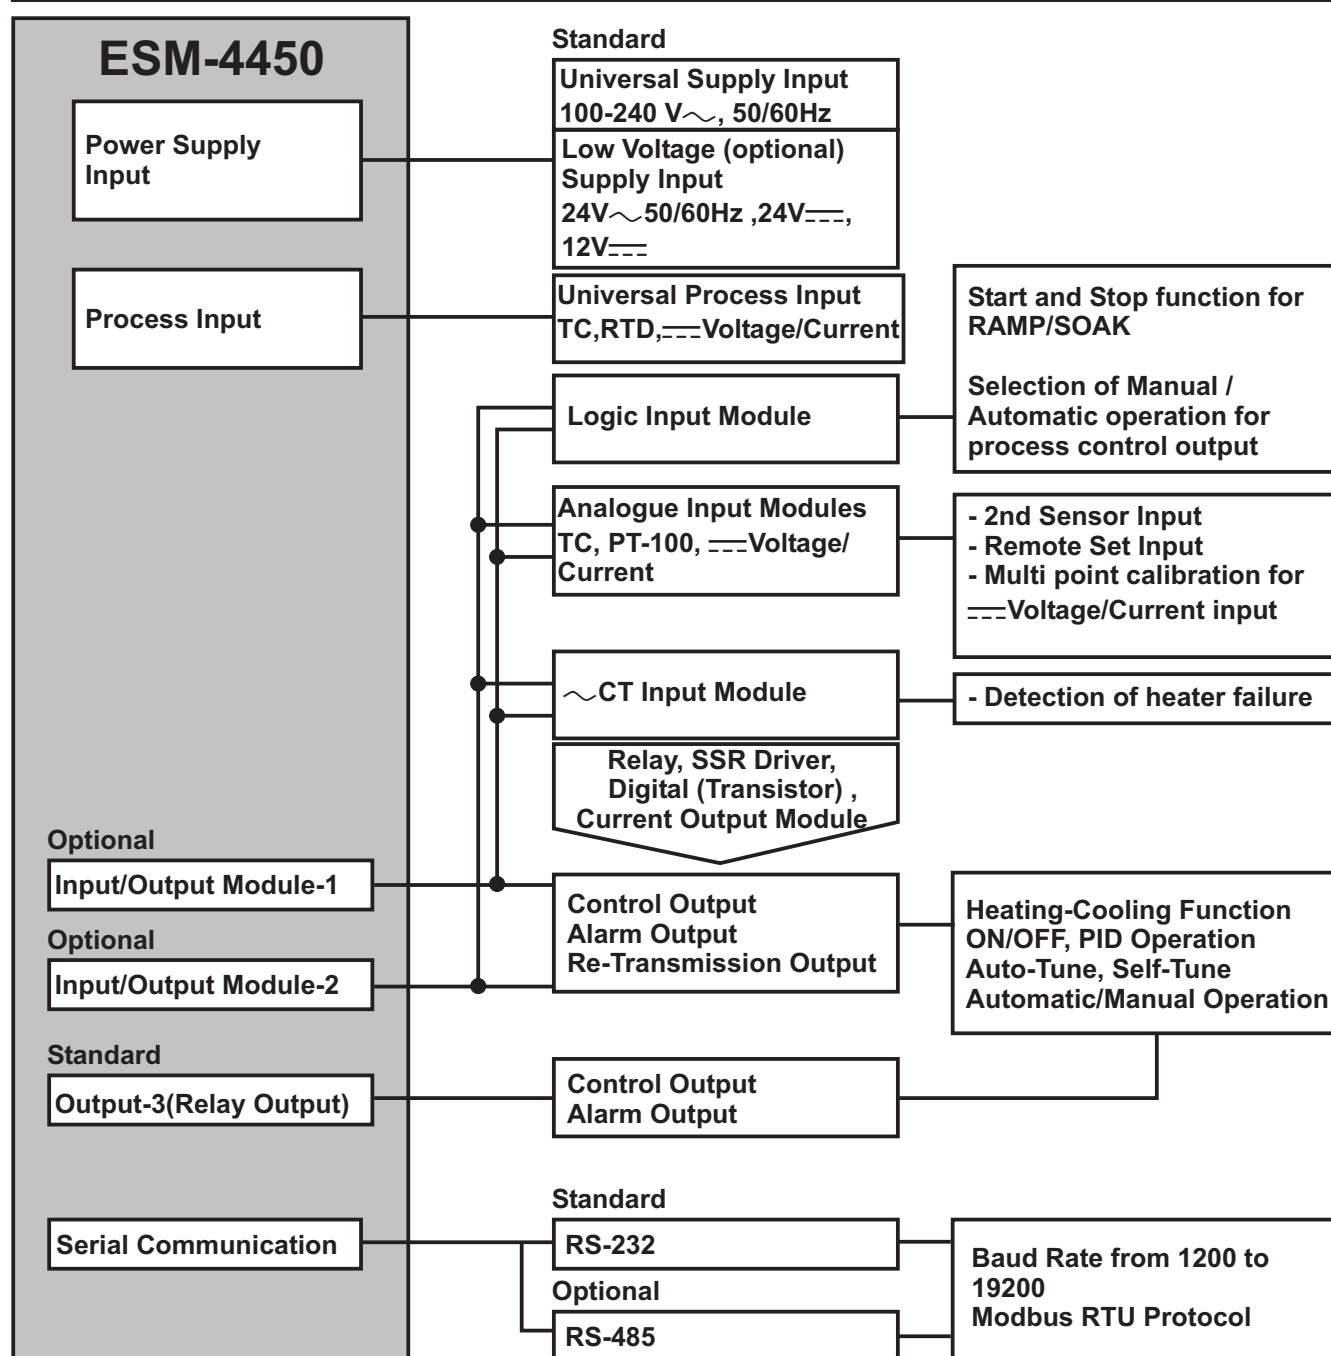 ESM-4450
Power Supply
Input
Standard
Universal Supply Input
100-240 V～, 50/60Hz
Low Voltage (optional)
Supply Input
24V～50/60Hz ,24V⎓,
12V⎓
Process Input
Universal Process Input
TC,RTD,⎓Voltage/Current
Logic Input Module
Start and Stop function for
RAMP/SOAK
Selection of Manual /
Automatic operation for
process control output
Analogue Input Modules
TC, PT-100, ⎓Voltage/
Current
- 2nd Sensor Input
- Remote Set Input
- Multi point calibration for
⎓Voltage/Current input
～CT Input Module
- Detection of heater failure
Relay, SSR Driver,
Digital (Transistor) ,
Current Output Module
Optional
Input/Output Module-1
Optional
Input/Output Module-2
Control Output
Alarm Output
Re-Transmission Output
Heating-Cooling Function
ON/OFF, PID Operation
Auto-Tune, Self-Tune
Automatic/Manual Operation
Standard
Output-3(Relay Output)
Control Output
Alarm Output
Serial Communication
Standard
RS-232
Optional
RS-485
Baud Rate from 1200 to
19200
Modbus RTU Protocol